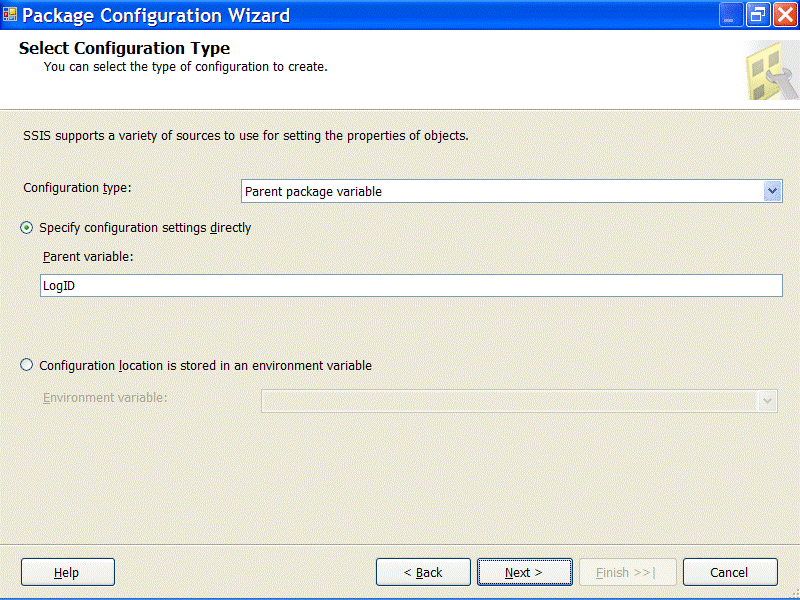 Package Configuration Wizard
Select Configuration Type
You can select the type of configuration to create.
SSIS supports a variety of sources to use for setting the properties of objects.
Configuration type:
Parent package variable
Specify configuration settings directly
Parent variable:
LogID
Configuration location is stored in an environment variable
Environment variable:
Help
< Back
Next >
Finish >>|
Cancel